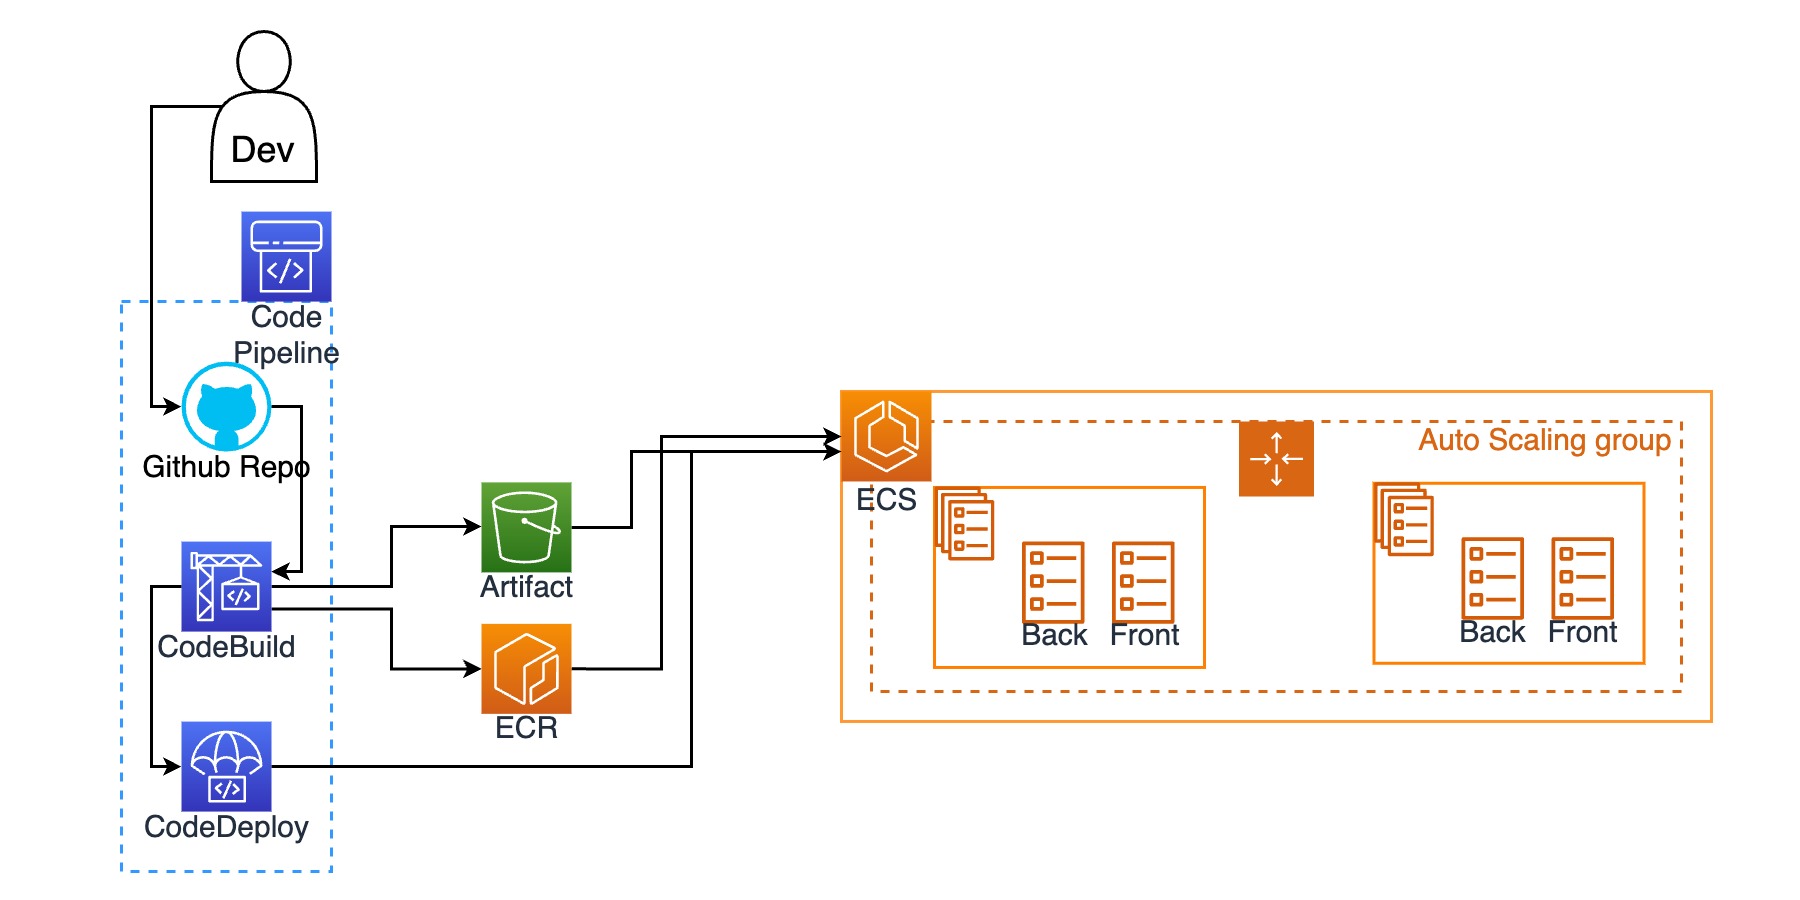 Dev
Code
Pipeline
Github Repo
CodeBuild
CodeDeploy
Artifact
ECR
ECS
Auto Scaling group
Back Front
Back Front